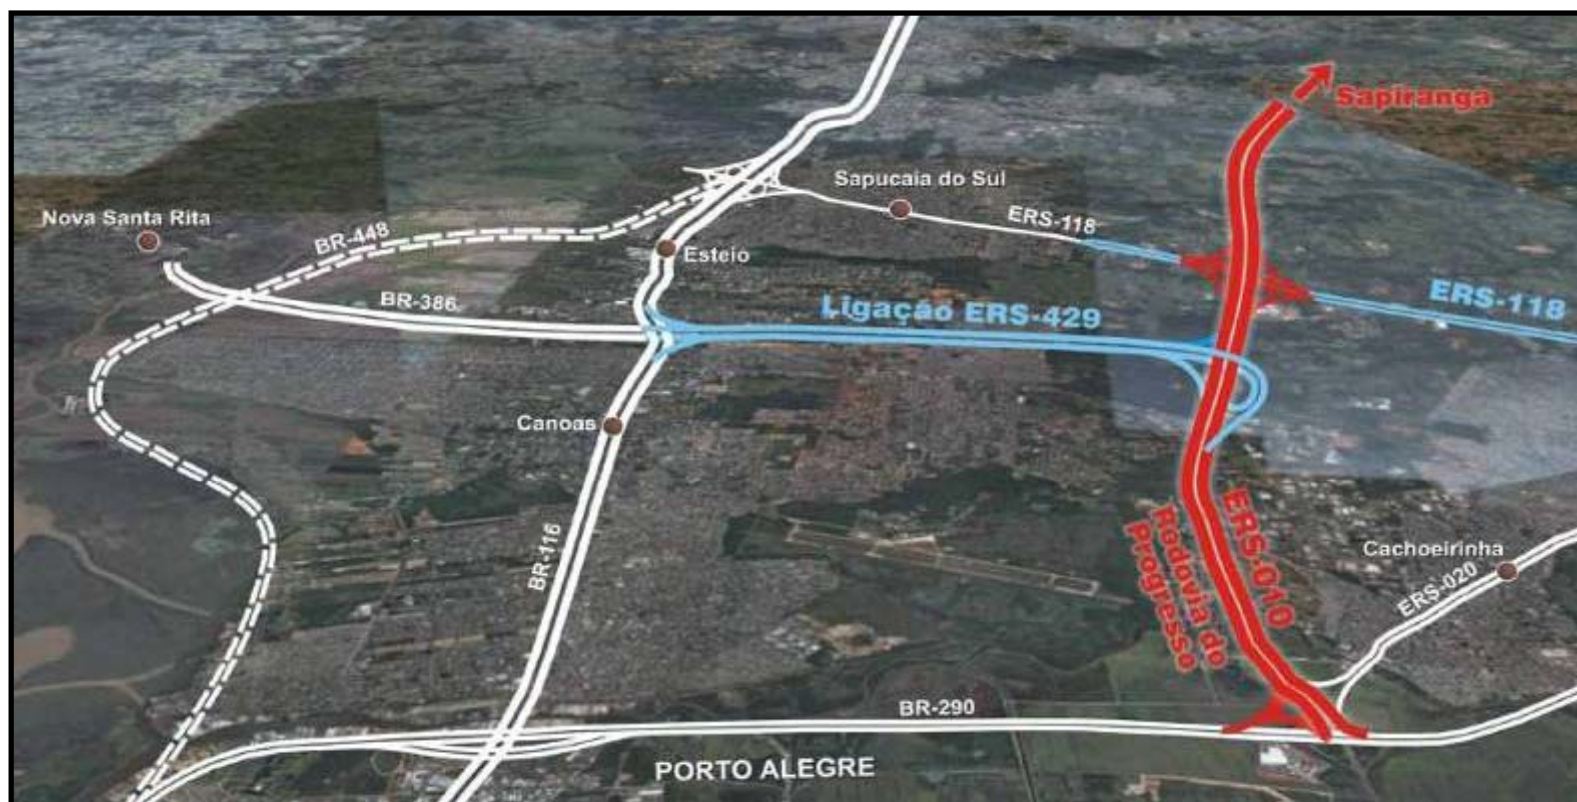 Sapiranga
Sapucaia do Sul
Nova Santa Rita
BR-448
ERS-118
Esteio
BR-386
Ligação ERS-429
ERS-118
Canoas
BR-116
ERS-010
Rodovia do
Progresso
Cachoeirinha
ERS-020
BR-290
PORTO ALEGRE